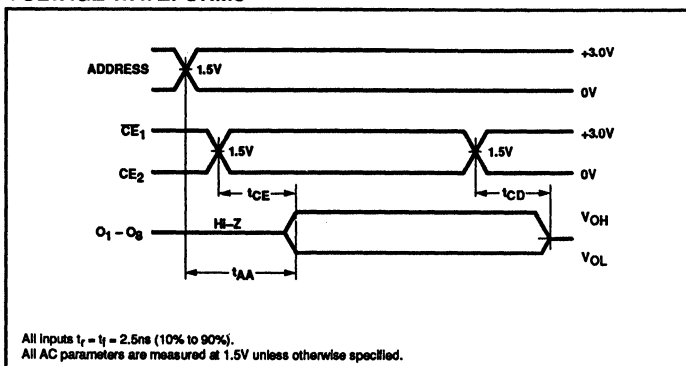 ADDRESS
1.5V
+3.0V
0V
CE1
CE2
1.5V
1.5V
+3.0V
0V
tCE
tCD
O1 – O8
Hi–Z
VOH
VOL
tAA
All inputs tr = tf = 2.5ns (10% to 90%).
All AC parameters are measured at 1.5V unless otherwise specified.